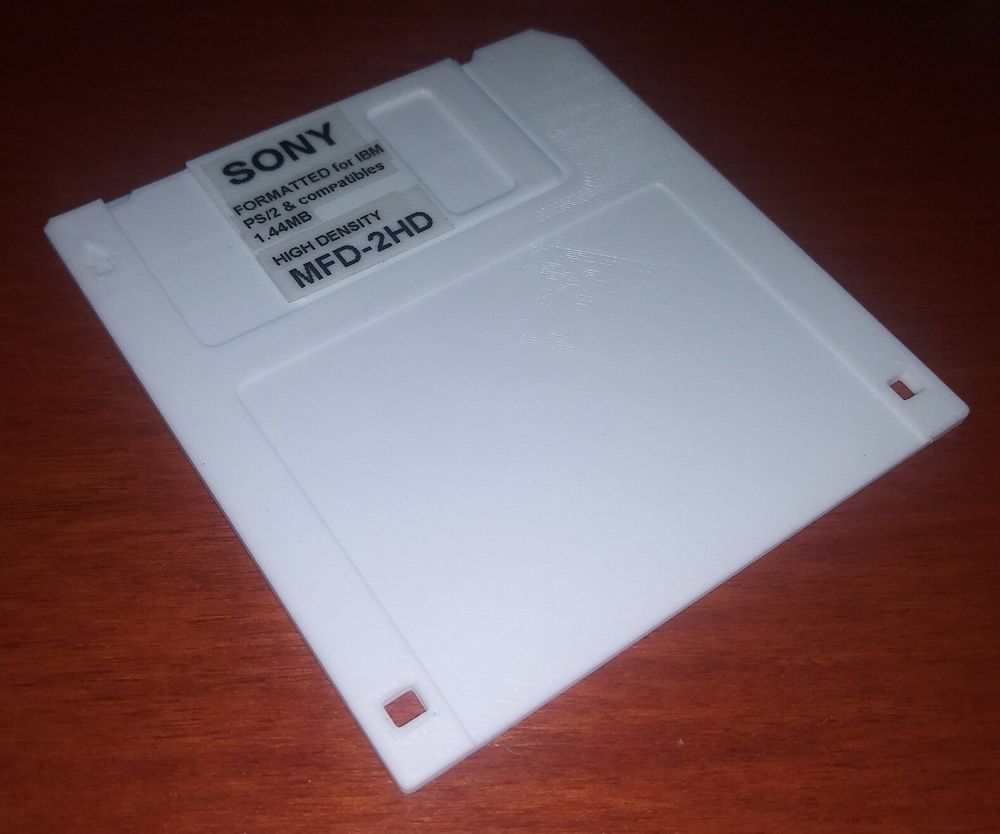 SONY
FORMATTED for IBM
PS/2 & compatibles
1.44MB
HIGH DENSITY
MFD-2HD